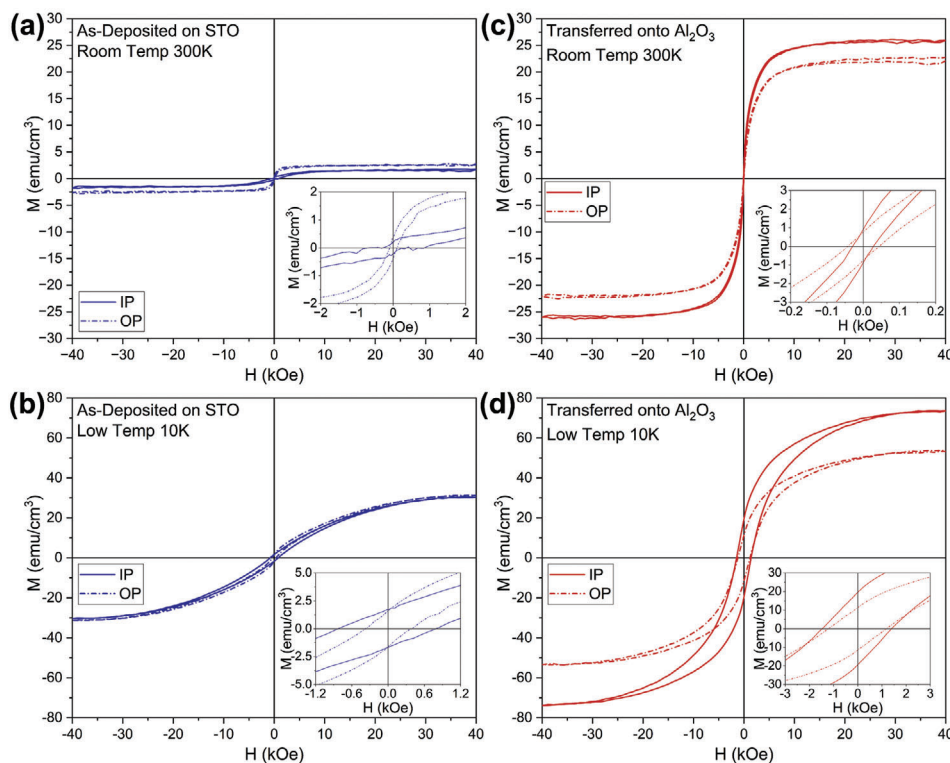 (a)
As-Deposited on STO
Room Temp 300K
M (emu/cm³)
30
25
20
15
10
5
0
−5
−10
−15
−20
−25
−30
−40 −30 −20 −10 0 10 20 30 40
H (kOe)
IP
OP
M (emu/cm³)
2
1
0
−1
−2
−2 −1 0 1 2
H (kOe)
(c)
Transferred onto Al₂O₃
Room Temp 300K
M (emu/cm³)
30
25
20
15
10
5
0
−5
−10
−15
−20
−25
−30
−40 −30 −20 −10 0 10 20 30 40
H (kOe)
IP
OP
M (emu/cm³)
3
2
1
0
−1
−2
−3
−0.2 −0.1 0.0 0.1 0.2
H (kOe)
(b)
As-Deposited on STO
Low Temp 10K
M (emu/cm³)
80
60
40
20
0
−20
−40
−60
−80
−40 −30 −20 −10 0 10 20 30 40
H (kOe)
IP
OP
M (emu/cm³)
5.0
2.5
0.0
−2.5
−5.0
−1.2 −0.6 0.0 0.6 1.2
H (kOe)
(d)
Transferred onto Al₂O₃
Low Temp 10K
M (emu/cm³)
80
60
40
20
0
−20
−40
−60
−80
−40 −30 −20 −10 0 10 20 30 40
H (kOe)
IP
OP
M (emu/cm³)
30
20
10
0
−10
−20
−30
−3 −2 −1 0 1 2 3
H (kOe)